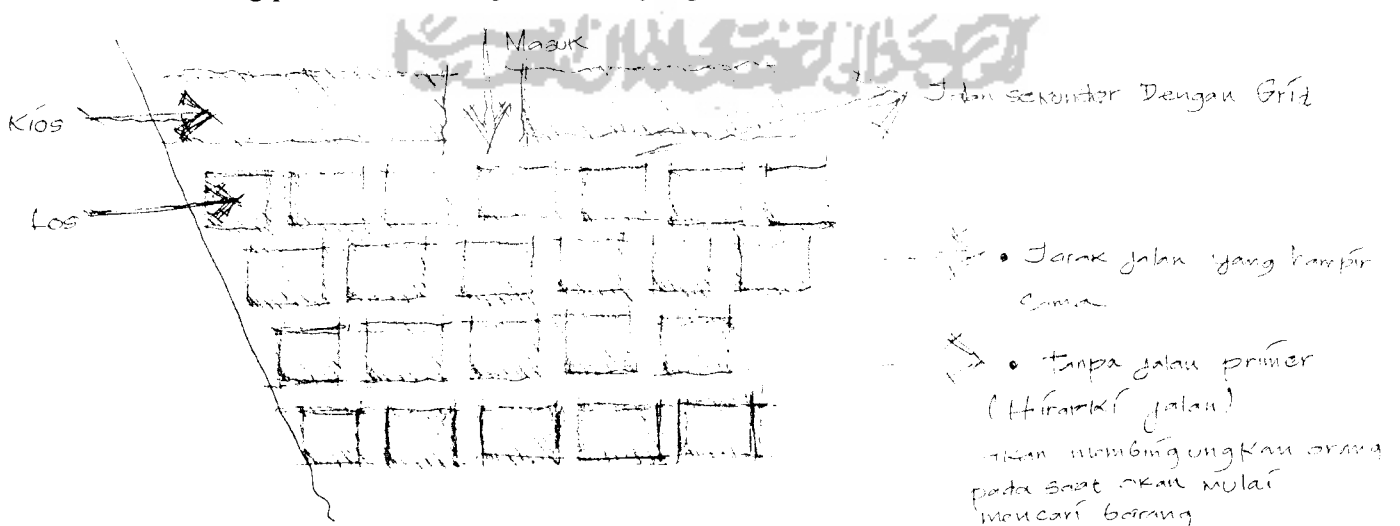 Masuk
Jalan sekunder Dengan Grid
Kios
Los
• Jarak jalan yang hampir
sama
• Tanpa jalan primer
(Hirarki jalan)
akan membingungkan orang
pada saat akan mulai
mencari barang